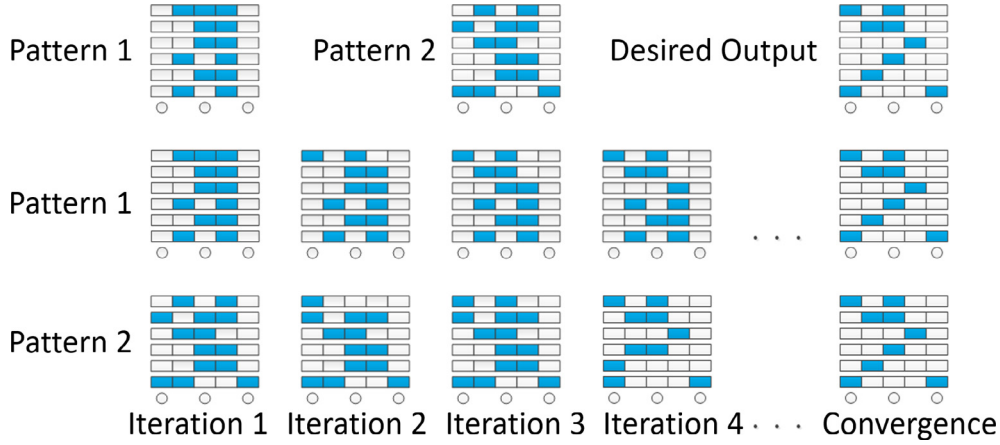 Pattern 1
Pattern 2
Desired Output
Pattern 1
. . .
Pattern 2
Iteration 1
Iteration 2
Iteration 3
Iteration 4
. . .
Convergence